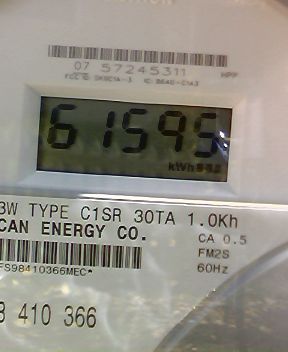 07 57245311
61595
kWh
3W TYPE C1SR 30TA 1.0Kh
CAN ENERGY CO.
CA 0.5
FM2S
FS98410366MEC*
60Hz
8 410 366